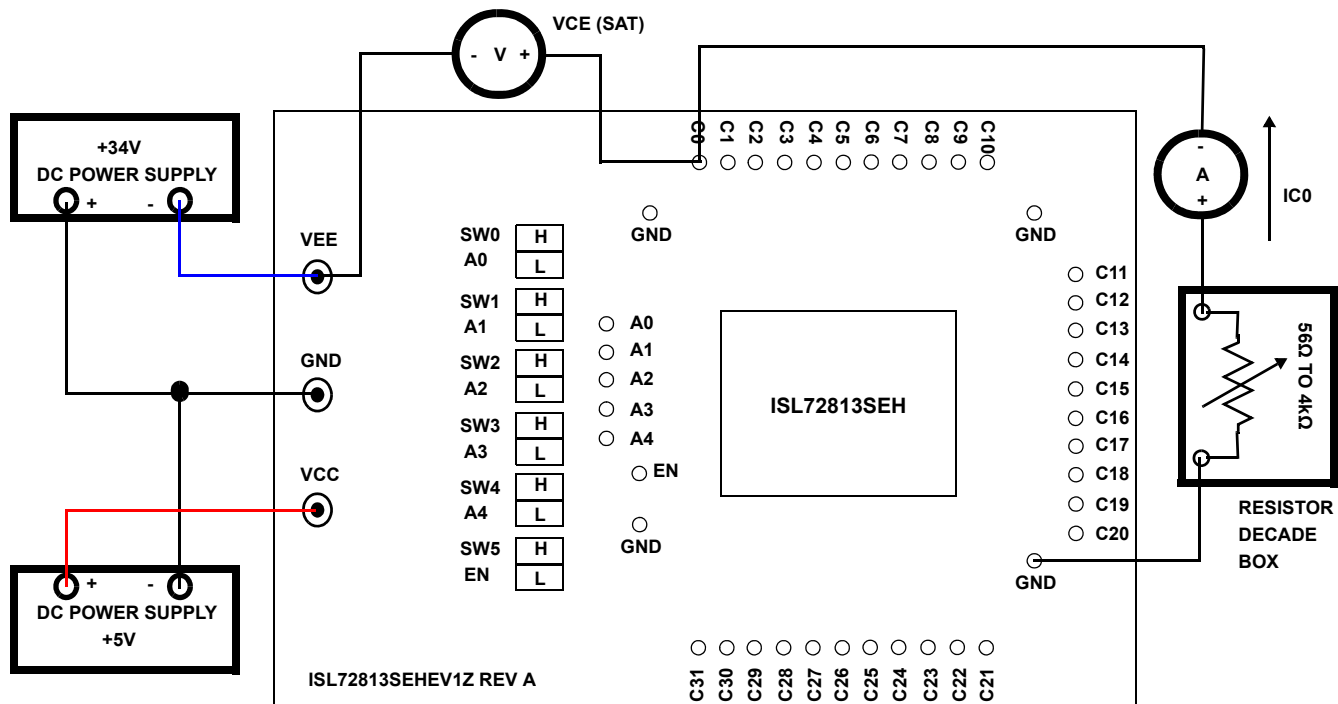 VCE (SAT)
- V +
+34V
DC POWER SUPPLY
+ -
C0 C1 C2 C3 C4 C5 C6 C7 C8 C9 C10
-
A
+
IC0
GND
GND
VEE
GND
VCC
SW0 H
A0 L
SW1 H
A1 L
SW2 H
A2 L
SW3 H
A3 L
SW4 H
A4 L
SW5 H
EN L
A0
A1
A2
A3
A4
EN
GND
ISL72813SEH
C11
C12
C13
C14
C15
C16
C17
C18
C19
C20
GND
56Ω TO 4kΩ
RESISTOR
DECADE
BOX
+ -
DC POWER SUPPLY
+5V
ISL72813SEHEV1Z REV A
C31 C30 C29 C28 C27 C26 C25 C24 C23 C22 C21